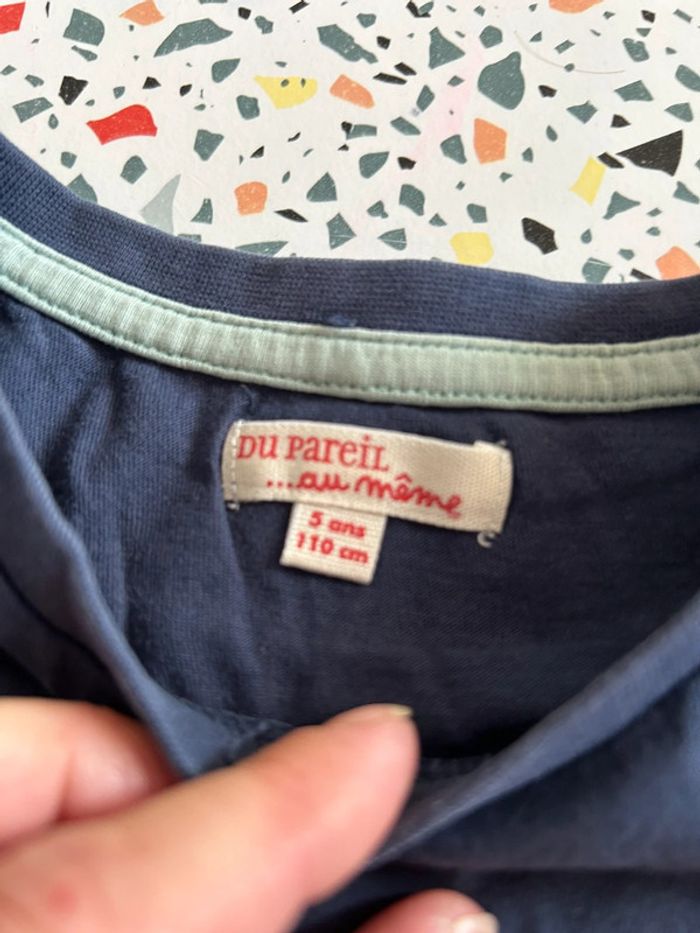 DU PareiL
...au même
5 ans
110 cm